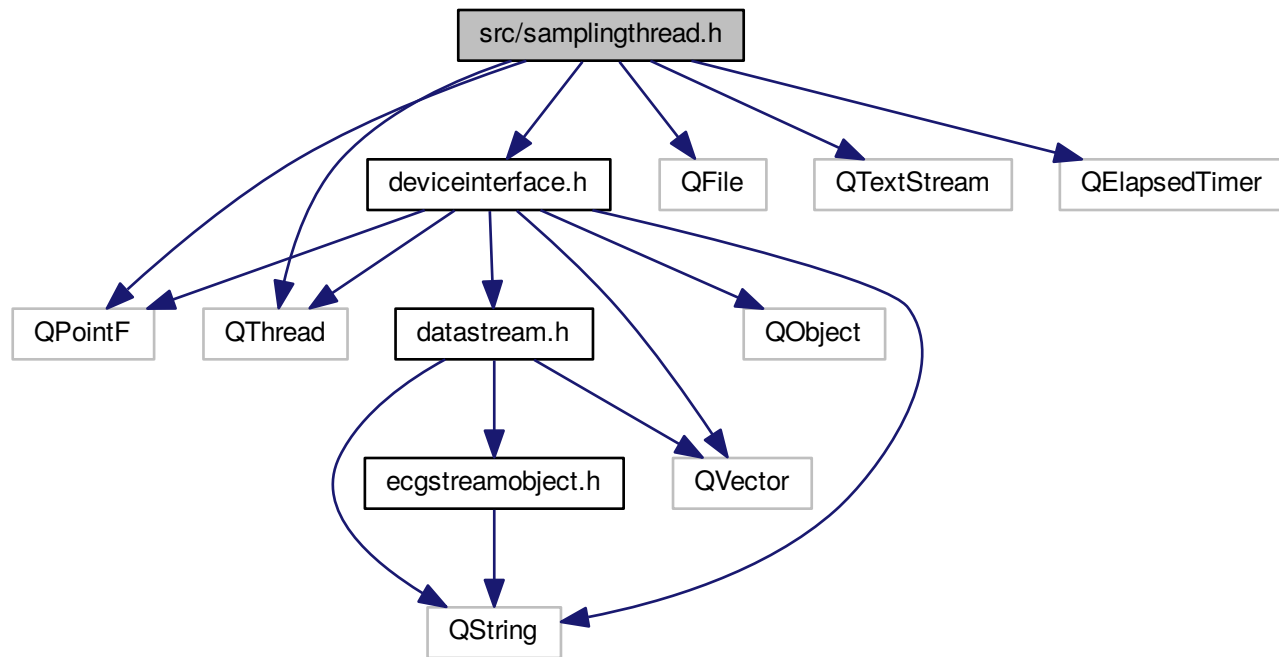 src/samplingthread.h
deviceinterface.h
QFile
QTextStream
QElapsedTimer
QPointF
QThread
datastream.h
QObject
ecgstreamobject.h
QVector
QString